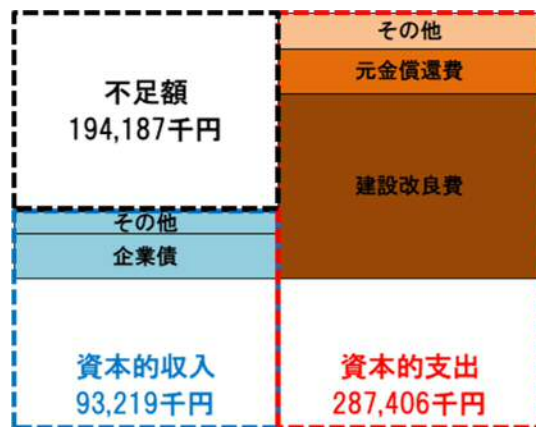 不足額
194,187千円
その他
企業債
資本的収入
93,219千円
その他
元金償還費
建設改良費
資本的支出
287,406千円